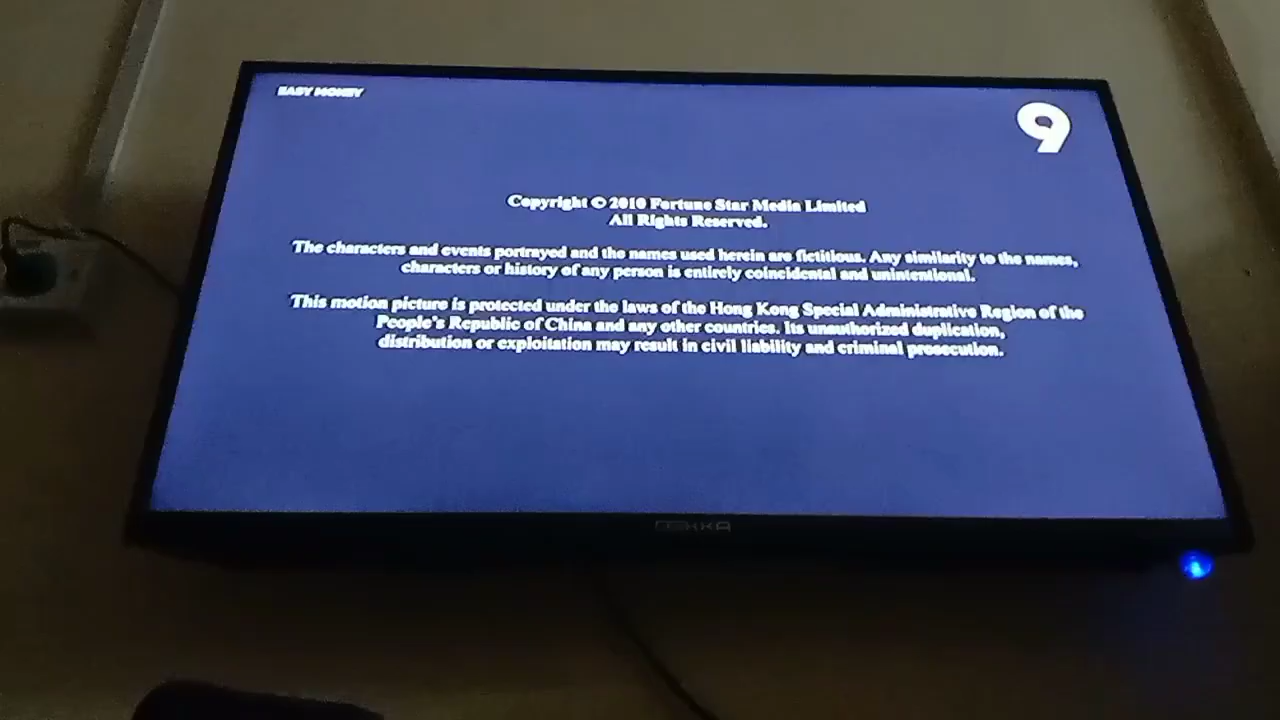 EASY MONEY
9
Copyright © 2010 Fortune Star Media Limited
All Rights Reserved.
The characters and events portrayed and the names used herein are fictitious. Any similarity to the names,
characters or history of any person is entirely coincidental and unintentional.
This motion picture is protected under the laws of the Hong Kong Special Administrative Region of the
People's Republic of China and any other countries. Its unauthorized duplication,
distribution or exploitation may result in civil liability and criminal prosecution.